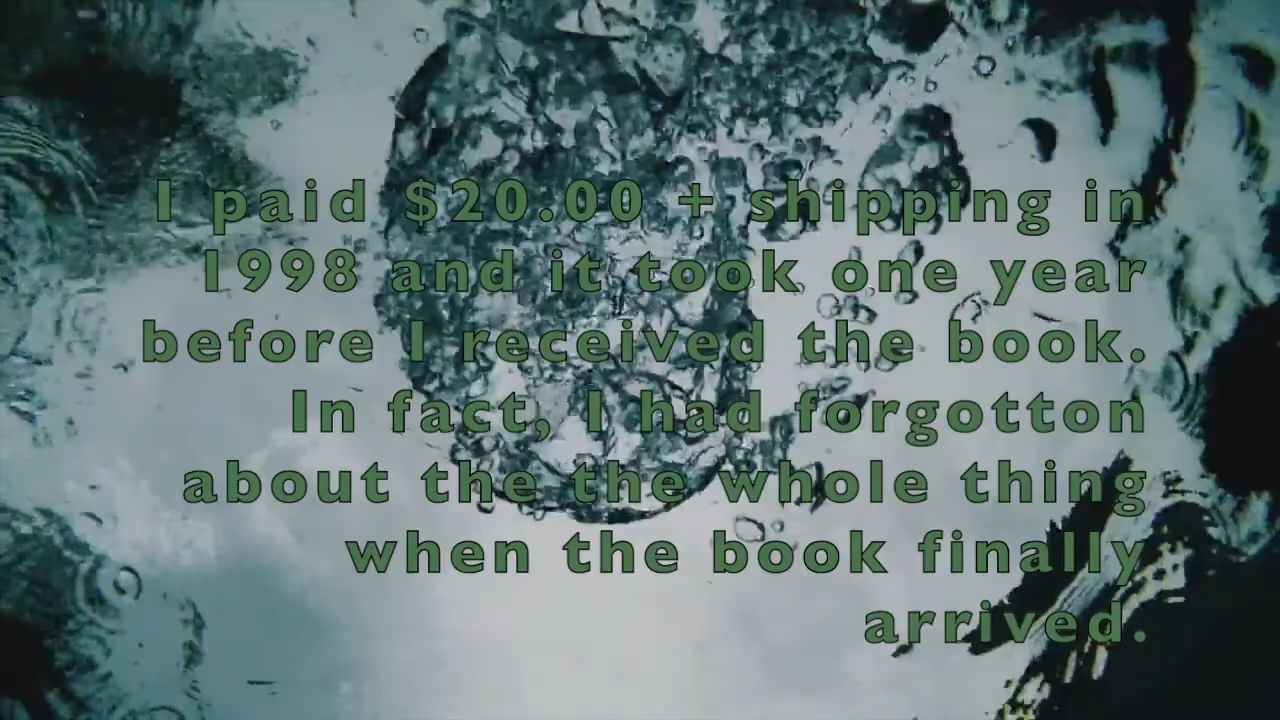 I paid $20.00 + shipping in
1998 and it took one year
before I received the book.
In fact, I had forgotton
about the the whole thing
when the book finally
arrived.